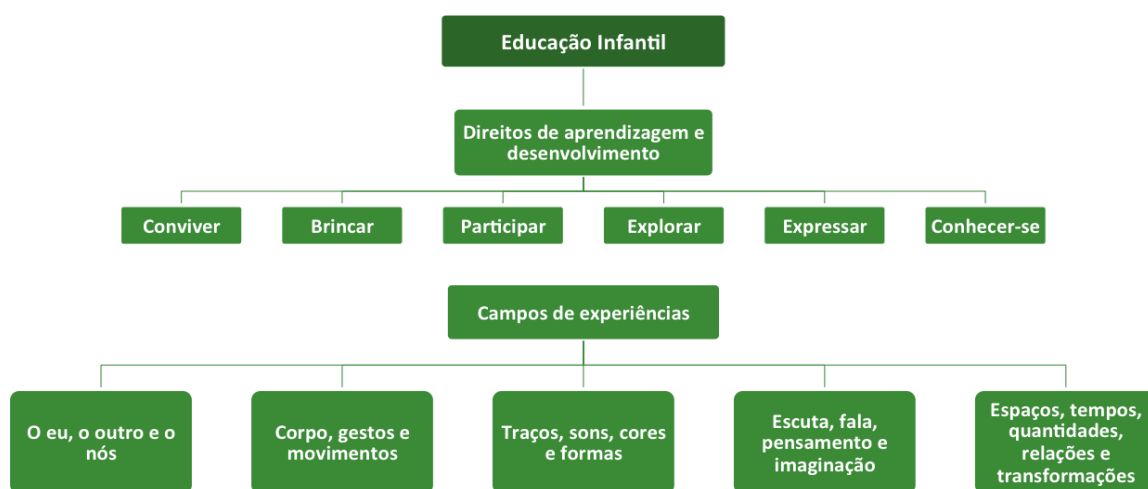 Educação Infantil
Direitos de aprendizagem e
desenvolvimento
Conviver
Brincar
Participar
Explorar
Expressar
Conhecer-se
Campos de experiências
O eu, o outro e o
nós
Corpo, gestos e
movimentos
Traços, sons, cores
e formas
Escuta, fala,
pensamento e
imaginação
Espaços, tempos,
quantidades,
relações e
transformações